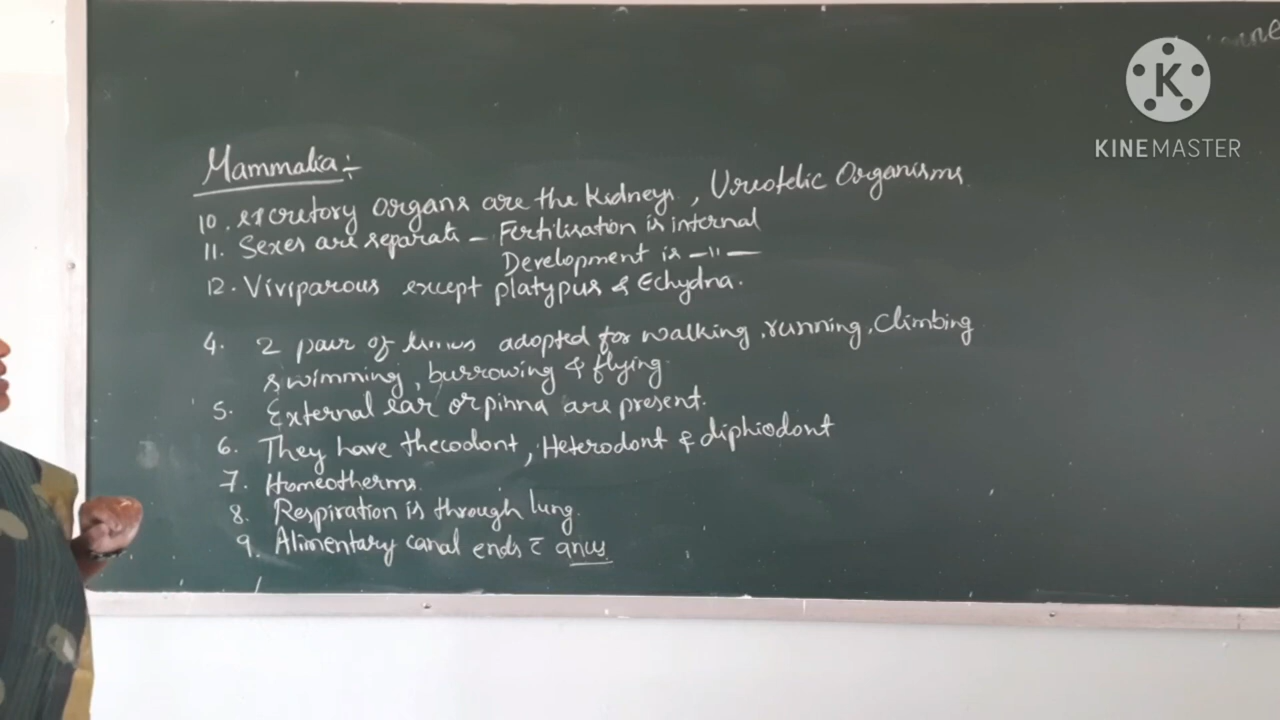 Mammalia :-
10. excretory organs are the Kidneys, Ureotelic Organisms
11. Sexes are separate - Fertilisation is internal
Development is -"-
12. Viviparous except platypus & Echydna.
4. 2 pair of limbs adopted for walking, running, Climbing
swimming, burrowing & flying.
5. External ear or pinna are present.
6. They have thecodont, Heterodont & diphiodont
7. Homeotherms.
8. Respiration is through lung.
9. Alimentary canal ends c̄ anus.
K
KINEMASTER